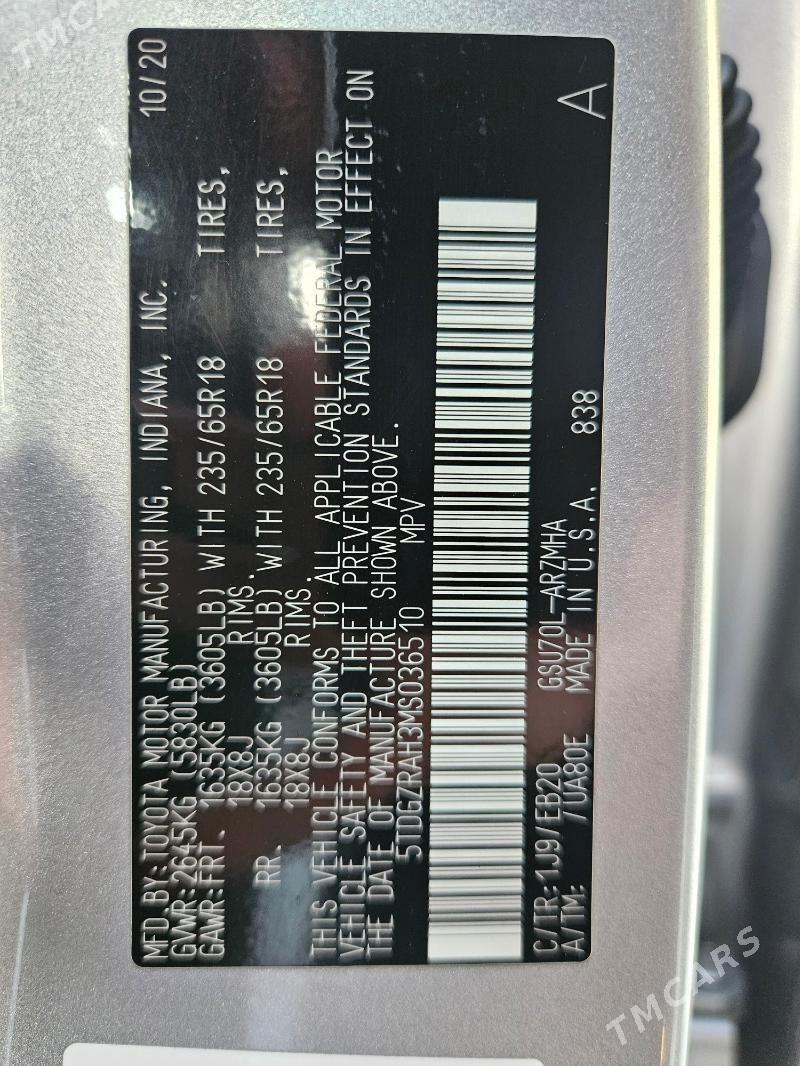 MFD.BY:TOYOTA MOTOR MANUFACTURING, INDIANA, INC. 10/20
GVWR:2645KG (5830LB)
GAWR:FRT. 1635KG (3605LB) WITH 235/65R18 TIRES,
18X8J RIMS.
RR. 1635KG (3605LB) WITH 235/65R18 TIRES,
18X8J RIMS.
THIS VEHICLE CONFORMS TO ALL APPLICABLE FEDERAL MOTOR
VEHICLE SAFETY AND THEFT PREVENTION STANDARDS IN EFFECT ON
THE DATE OF MANUFACTURE SHOWN ABOVE.
5TDGZRAH3MS036510 MPV
C/TR:1J9/EB20 GSU70L-ARZMHA
A/TM: /UA80E MADE IN U.S.A. 838 A
TMCARS
TMCARS